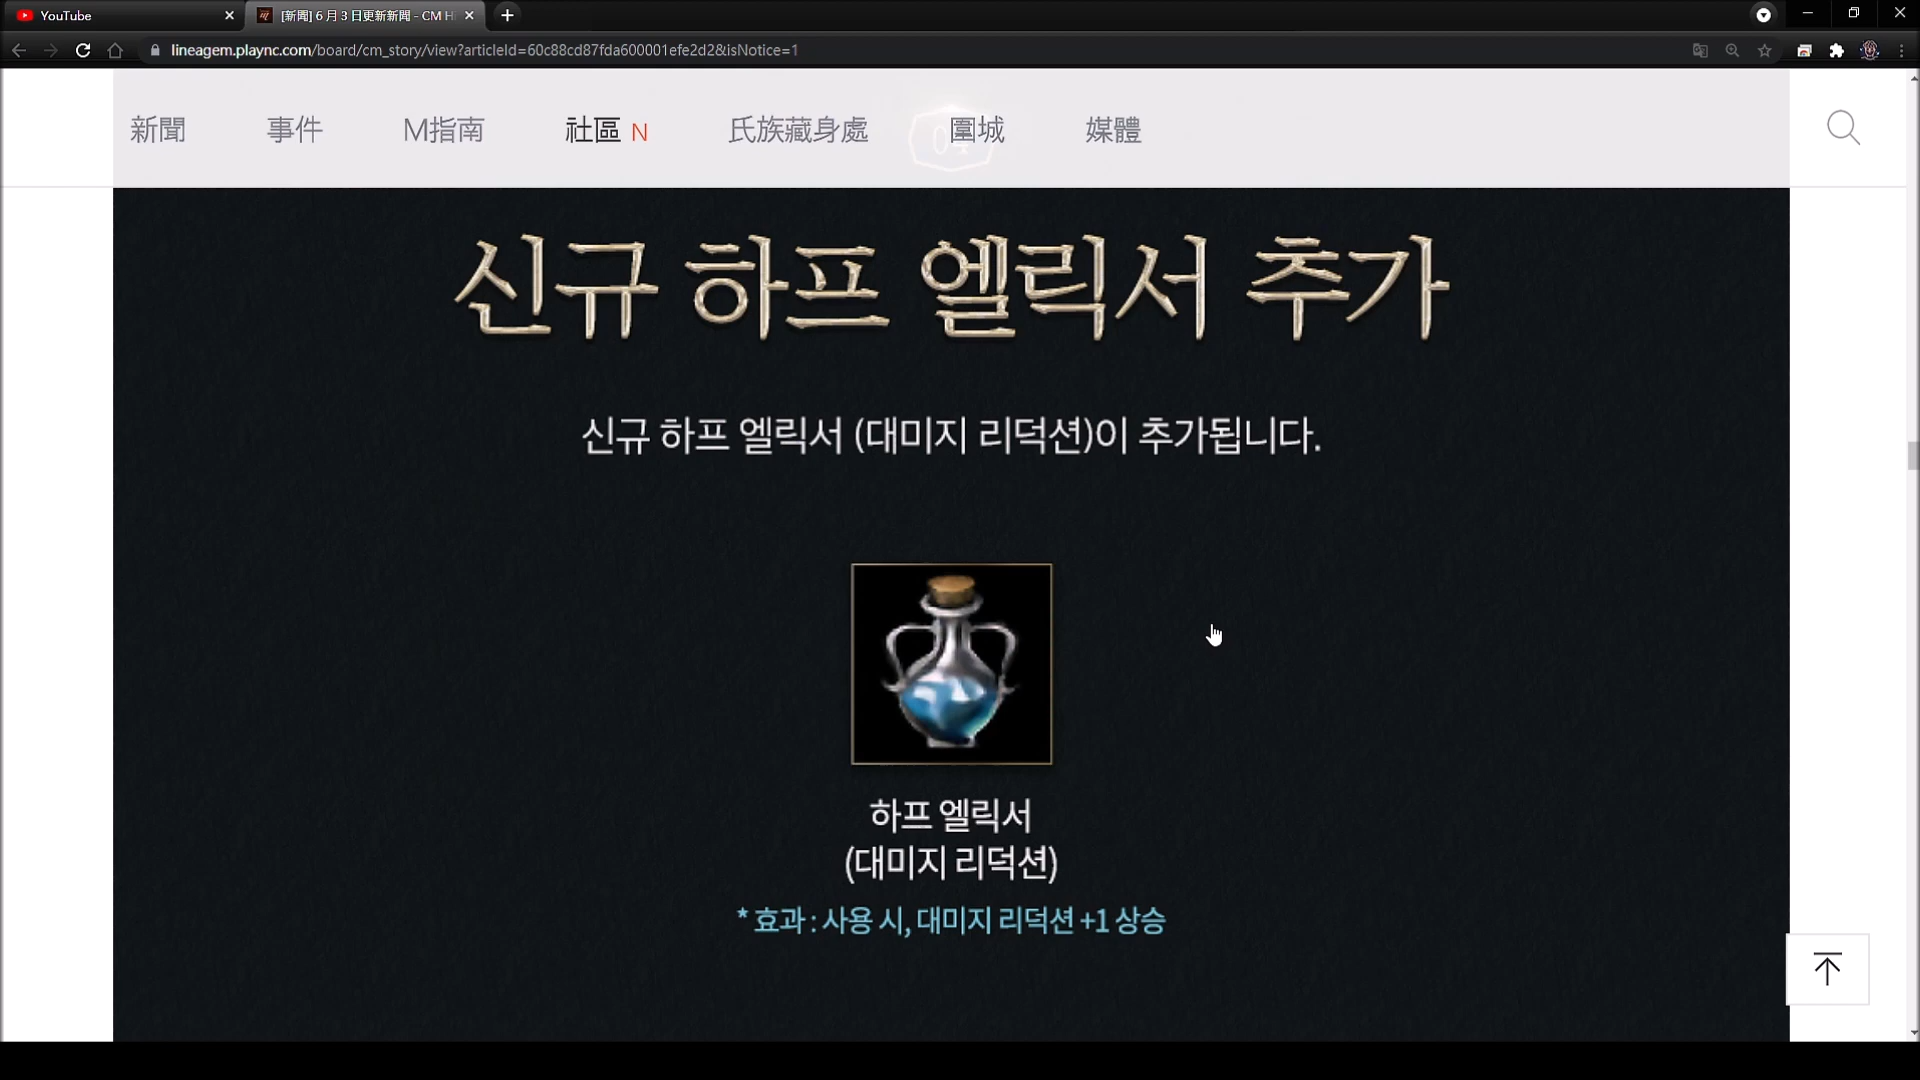 YouTube
[新聞] 6 月 3 日更新新聞 - CM H
lineagem.plaync.com/board/cm_story/view?articleId=60c88cd87fda600001efe2d2&isNotice=1
新聞 事件 M指南 社區 N 氏族藏身處 圍城 媒體
04
신규 하프 엘릭서 추가
신규 하프 엘릭서 (대미지 리덕션)이 추가됩니다.
하프 엘릭서
(대미지 리덕션)
* 효과 : 사용 시, 대미지 리덕션 +1 상승